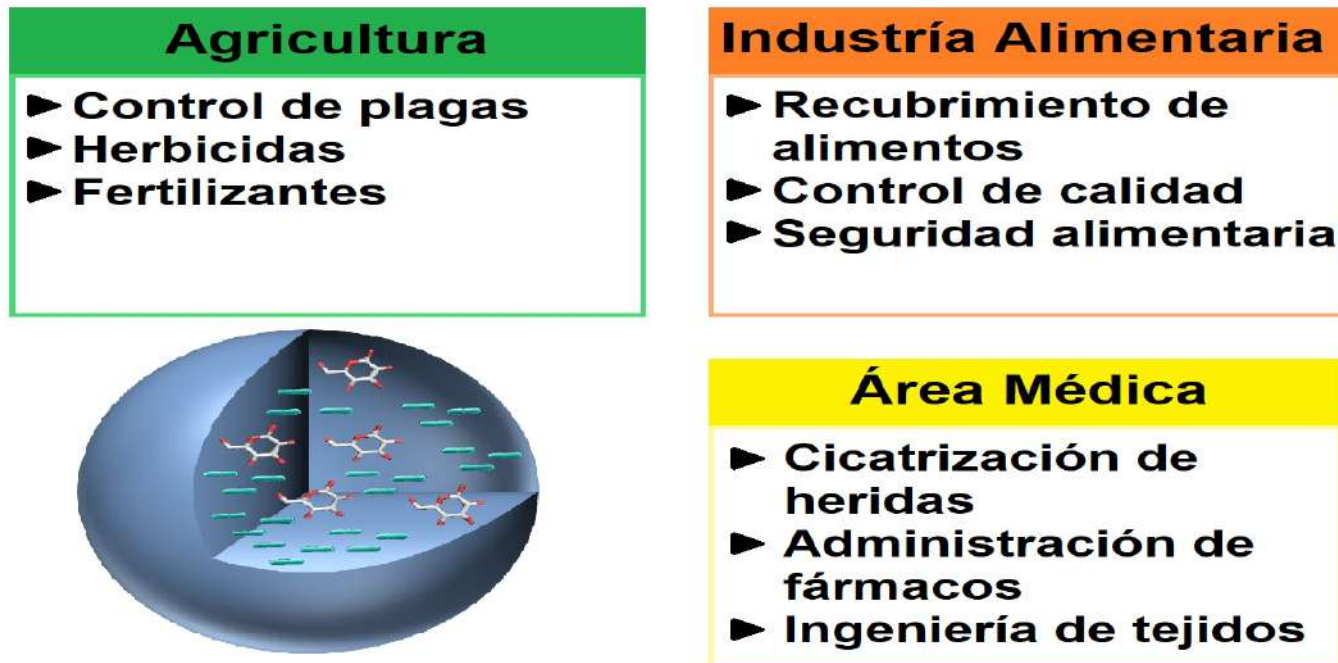 Agricultura
► Control de plagas
► Herbicidas
► Fertilizantes
Industría Alimentaria
► Recubrimiento de
alimentos
► Control de calidad
► Seguridad alimentaria
Área Médica
► Cicatrización de
heridas
► Administración de
fármacos
► Ingeniería de tejidos